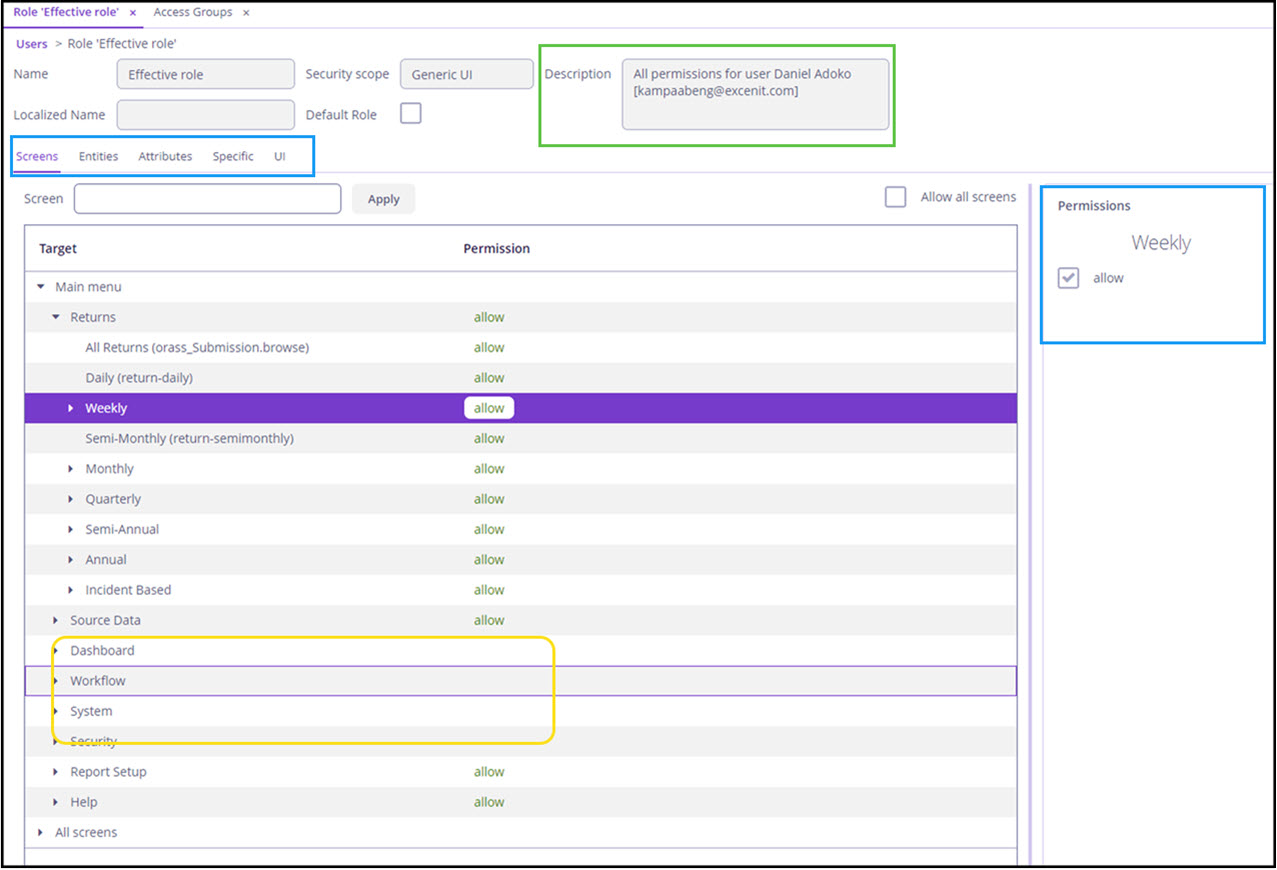 Role 'Effective role' × Access Groups ×
Users > Role 'Effective role'
Name Effective role Security scope Generic UI Description All permissions for user Daniel Adoko
[kampaabeng@excenit.com]
Localized Name Default Role
Screens Entities Attributes Specific UI
Screen Apply Allow all screens
Permissions
Weekly
allow
Target Permission
Main menu
Returns allow
All Returns (orass_Submission.browse) allow
Daily (return-daily) allow
Weekly allow
Semi-Monthly (return-semimonthly) allow
Monthly allow
Quarterly allow
Semi-Annual allow
Annual allow
Incident Based allow
Source Data allow
Dashboard
Workflow
System
Security
Report Setup allow
Help allow
All screens